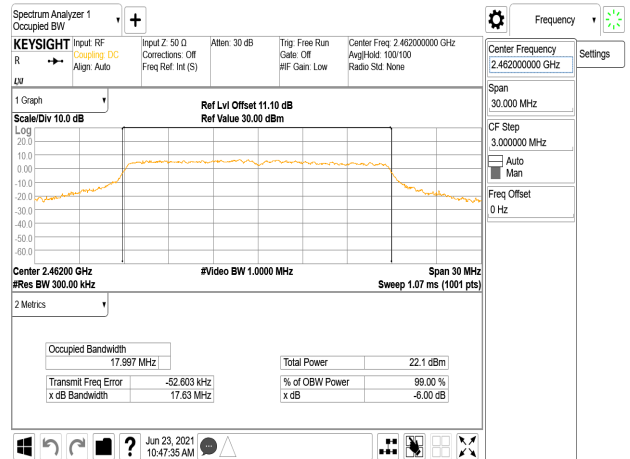 Spectrum Analyzer 1
Occupied BW
Frequency
KEYSIGHT
R
Input: RF
Coupling: DC
Align: Auto
Input Z: 50 Ω
Corrections: Off
Freq Ref: Int (S)
Atten: 30 dB
Trig: Free Run
Gate: Off
#IF Gain: Low
Center Freq: 2.462000000 GHz
Avg|Hold: 100/100
Radio Std: None
Center Frequency
2.462000000 GHz
Settings
Span
30.000 MHz
CF Step
3.000000 MHz
Auto
Man
Freq Offset
0 Hz
1 Graph
Scale/Div 10.0 dB
Ref Lvl Offset 11.10 dB
Ref Value 30.00 dBm
Log
20.0
10.0
0.00
-10.0
-20.0
-30.0
-40.0
-50.0
-60.0
Center 2.46200 GHz
#Video BW 1.0000 MHz
Span 30 MHz
#Res BW 300.00 kHz
Sweep 1.07 ms (1001 pts)
2 Metrics
Occupied Bandwidth
17.997 MHz
Total Power 22.1 dBm
Transmit Freq Error -52.603 kHz
% of OBW Power 99.00 %
x dB Bandwidth 17.63 MHz
x dB -6.00 dB
?
Jun 23, 2021
10:47:35 AM